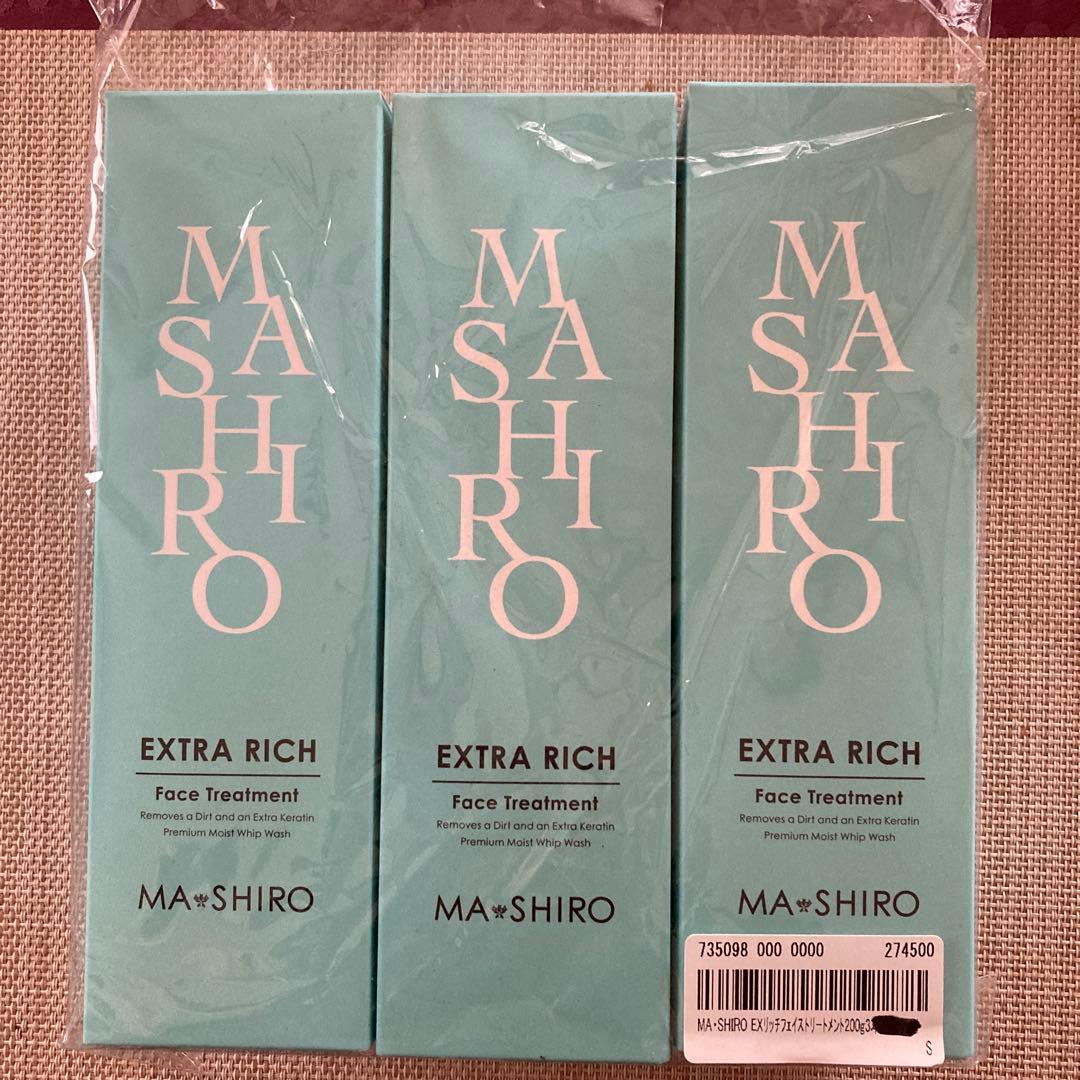 MASHIRO
EXTRA RICH
Face Treatment
Removes a Dirt and an Extra Keratin
Premium Moist Whip Wash
MA SHIRO
MASHIRO
EXTRA RICH
Face Treatment
Removes a Dirt and an Extra Keratin
Premium Moist Whip Wash
MA SHIRO
MASHIRO
EXTRA RICH
Face Treatment
Removes a Dirt and an Extra Keratin
Premium Moist Whip Wash
MA SHIRO
735098 000 0000 274500
MA・SHIRO EXリッチフェイストリートメント200g
S